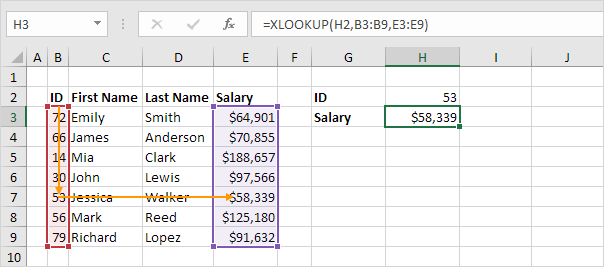 H3 fx =XLOOKUP(H2,B3:B9,E3:E9)
A B C D E F G H I J
1
2 ID First Name Last Name Salary ID 53
3 72 Emily Smith $64,901 Salary $58,339
4 66 James Anderson $70,855
5 14 Mia Clark $188,657
6 30 John Lewis $97,566
7 53 Jessica Walker $58,339
8 56 Mark Reed $125,180
9 79 Richard Lopez $91,632
10